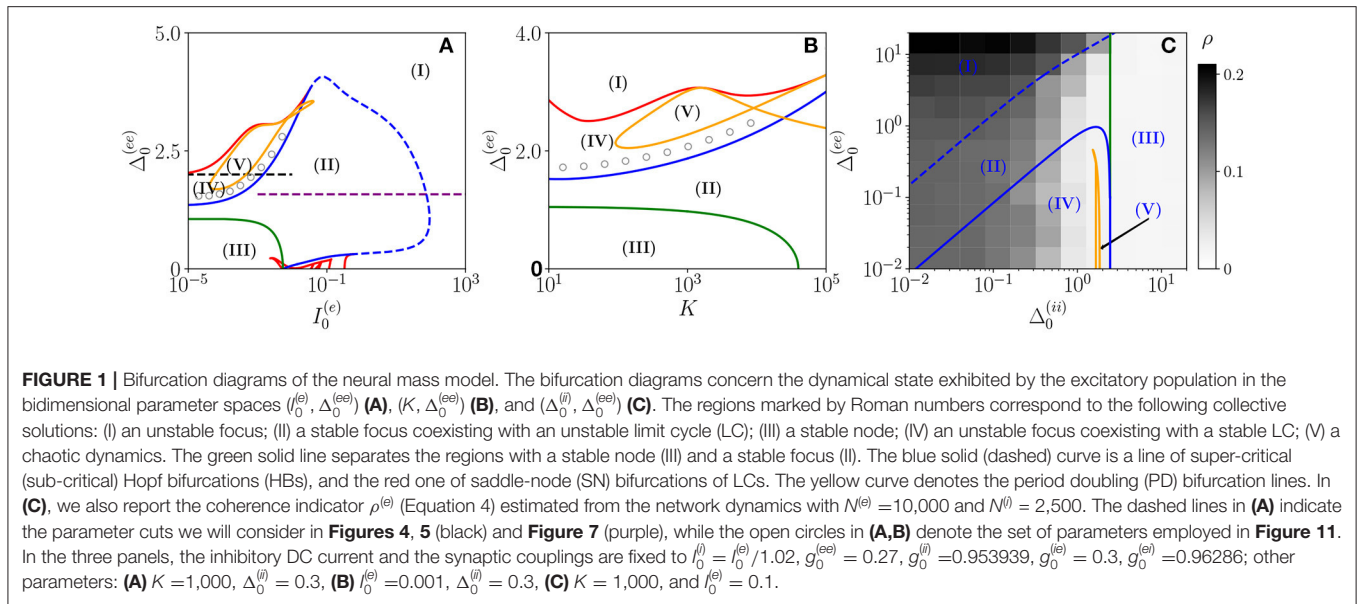 5.0
A
(I)
Δ₀^(ee)
2.5
(V)
(II)
(IV)
(III)
0
10⁻⁵
10⁻¹
10³
I₀^(e)
4.0
B
(I)
(V)
Δ₀^(ee)
2.0
(IV)
(II)
(III)
0
10¹
10³
10⁵
K
10¹
C
(I)
ρ
0.2
Δ₀^(ee)
10⁰
(III)
(II)
0.1
10⁻¹
(IV)
(V)
10⁻²
0
10⁻²
10⁻¹
10⁰
10¹
Δ₀^(ii)
FIGURE 1 | Bifurcation diagrams of the neural mass model. The bifurcation diagrams concern the dynamical state exhibited by the excitatory population in the
bidimensional parameter spaces (I₀^(e), Δ₀^(ee)) (A), (K, Δ₀^(ee)) (B), and (Δ₀^(ii), Δ₀^(ee)) (C). The regions marked by Roman numbers correspond to the following collective
solutions: (I) an unstable focus; (II) a stable focus coexisting with an unstable limit cycle (LC); (III) a stable node; (IV) an unstable focus coexisting with a stable LC; (V) a
chaotic dynamics. The green solid line separates the regions with a stable node (III) and a stable focus (II). The blue solid (dashed) curve is a line of super-critical
(sub-critical) Hopf bifurcations (HBs), and the red one of saddle-node (SN) bifurcations of LCs. The yellow curve denotes the period doubling (PD) bifurcation lines. In
(C), we also report the coherence indicator ρ^(e) (Equation 4) estimated from the network dynamics with N^(e) =10,000 and N^(i) = 2,500. The dashed lines in (A) indicate
the parameter cuts we will consider in Figures 4, 5 (black) and Figure 7 (purple), while the open circles in (A,B) denote the set of parameters employed in Figure 11.
In the three panels, the inhibitory DC current and the synaptic couplings are fixed to I₀^(i) = I₀^(e)/1.02, g₀^(ee) = 0.27, g₀^(ii) =0.953939, g₀^(ie) = 0.3, g₀^(ei) =0.96286; other
parameters: (A) K =1,000, Δ₀^(ii) = 0.3, (B) I₀^(e) =0.001, Δ₀^(ii) = 0.3, (C) K = 1,000, and I₀^(e) = 0.1.